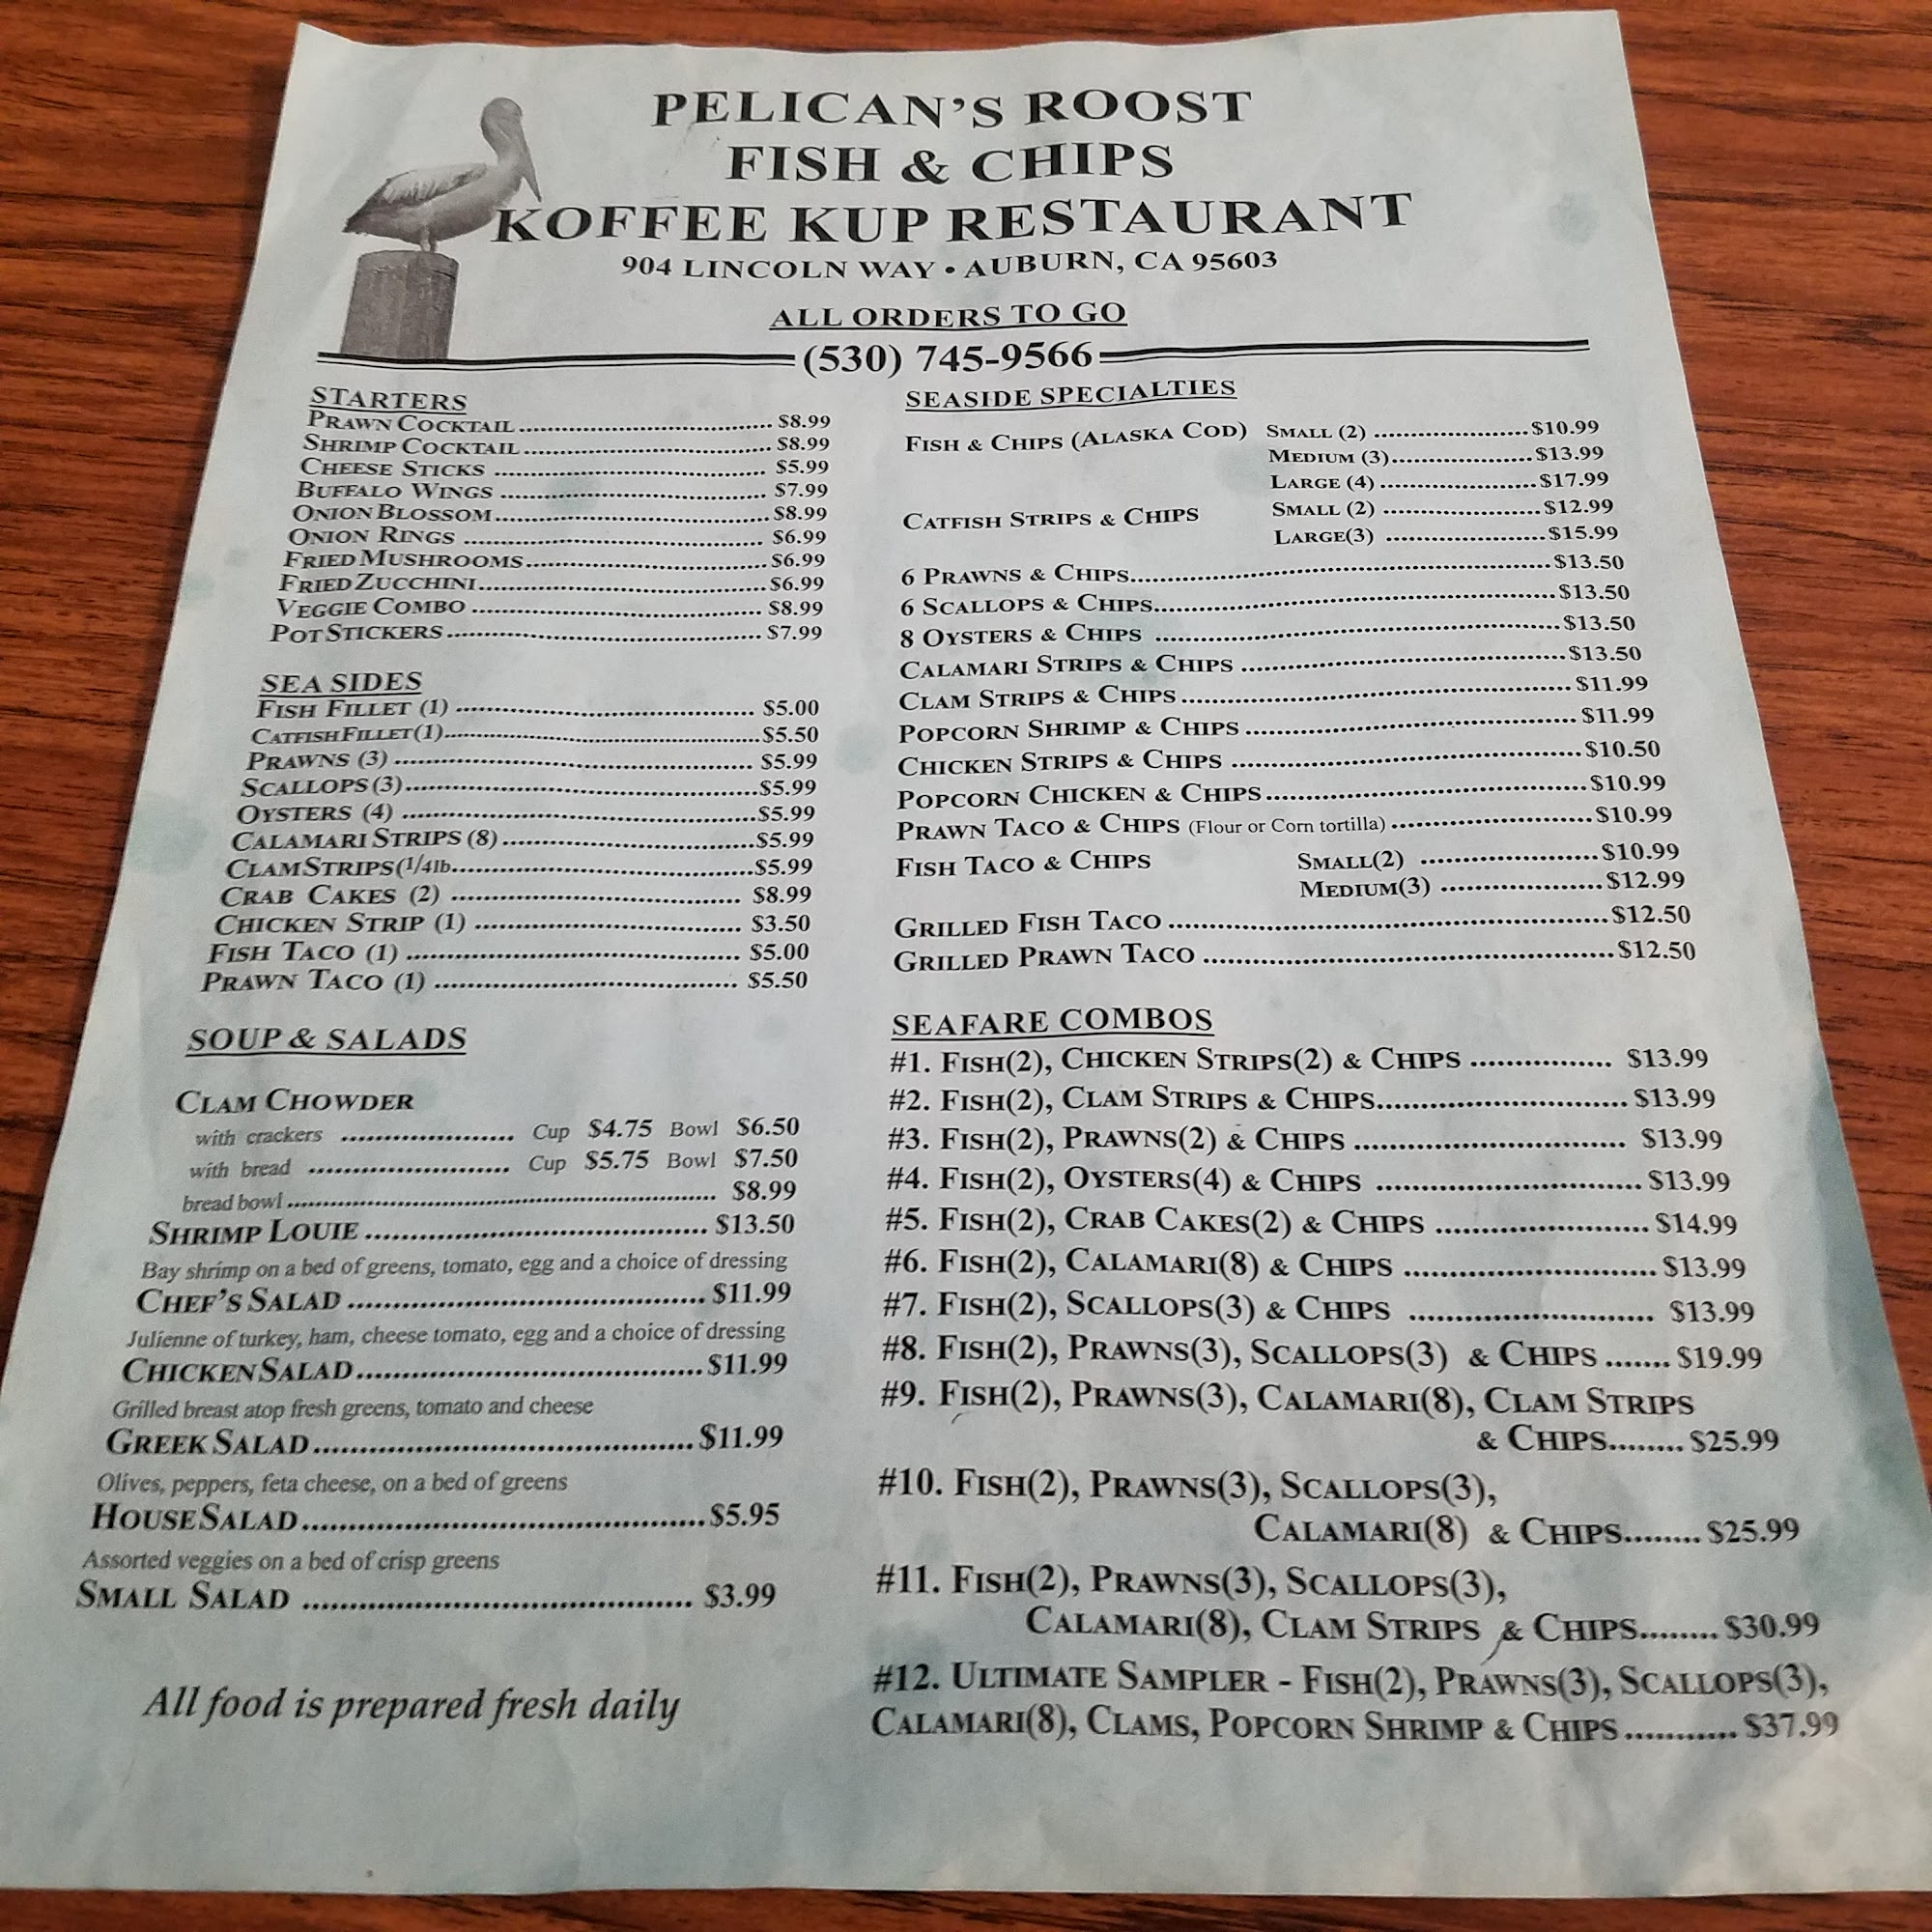 PELICAN'S ROOST
FISH & CHIPS
KOFFEE KUP RESTAURANT
904 LINCOLN WAY • AUBURN, CA 95603
ALL ORDERS TO GO
(530) 745-9566
STARTERS
PRAWN COCKTAIL ........................ $8.99
SHRIMP COCKTAIL ........................ $8.99
CHEESE STICKS ........................ $5.99
BUFFALO WINGS ........................ $7.99
ONION BLOSSOM ........................ $8.99
ONION RINGS ........................ $6.99
FRIED MUSHROOMS ........................ $6.99
FRIED ZUCCHINI ........................ $6.99
VEGGIE COMBO ........................ $8.99
POT STICKERS ........................ $7.99
SEA SIDES
FISH FILLET (1) ........................ $5.00
CATFISH FILLET (1) ........................ $5.50
PRAWNS (3) ........................ $5.99
SCALLOPS (3) ........................ $5.99
OYSTERS (4) ........................ $5.99
CALAMARI STRIPS (8) ........................ $5.99
CLAM STRIPS (1/4lb ........................ $5.99
CRAB CAKES (2) ........................ $8.99
CHICKEN STRIP (1) ........................ $3.50
FISH TACO (1) ........................ $5.00
PRAWN TACO (1) ........................ $5.50
SOUP & SALADS
CLAM CHOWDER
with crackers .................... Cup $4.75 Bowl $6.50
with bread .................... Cup $5.75 Bowl $7.50
bread bowl ........................ $8.99
SHRIMP LOUIE ........................ $13.50
Bay shrimp on a bed of greens, tomato, egg and a choice of dressing
CHEF'S SALAD ........................ $11.99
Julienne of turkey, ham, cheese tomato, egg and a choice of dressing
CHICKEN SALAD ........................ $11.99
Grilled breast atop fresh greens, tomato and cheese
GREEK SALAD ........................ $11.99
Olives, peppers, feta cheese, on a bed of greens
HOUSE SALAD ........................ $5.95
Assorted veggies on a bed of crisp greens
SMALL SALAD ........................ $3.99
All food is prepared fresh daily
SEASIDE SPECIALTIES
FISH & CHIPS (ALASKA COD) SMALL (2) .................... $10.99
MEDIUM (3) .................... $13.99
LARGE (4) .................... $17.99
CATFISH STRIPS & CHIPS SMALL (2) .................... $12.99
LARGE(3) .................... $15.99
6 PRAWNS & CHIPS ........................ $13.50
6 SCALLOPS & CHIPS ........................ $13.50
8 OYSTERS & CHIPS ........................ $13.50
CALAMARI STRIPS & CHIPS ........................ $13.50
CLAM STRIPS & CHIPS ........................ $11.99
POPCORN SHRIMP & CHIPS ........................ $11.99
CHICKEN STRIPS & CHIPS ........................ $10.50
POPCORN CHICKEN & CHIPS ........................ $10.99
PRAWN TACO & CHIPS (Flour or Corn tortilla) .................... $10.99
FISH TACO & CHIPS SMALL(2) .................... $10.99
MEDIUM(3) .................... $12.99
GRILLED FISH TACO ........................ $12.50
GRILLED PRAWN TACO ........................ $12.50
SEAFARE COMBOS
#1. FISH(2), CHICKEN STRIPS(2) & CHIPS ................ $13.99
#2. FISH(2), CLAM STRIPS & CHIPS ........................ $13.99
#3. FISH(2), PRAWNS(2) & CHIPS ........................ $13.99
#4. FISH(2), OYSTERS(4) & CHIPS ........................ $13.99
#5. FISH(2), CRAB CAKES(2) & CHIPS .................... $14.99
#6. FISH(2), CALAMARI(8) & CHIPS ........................ $13.99
#7. FISH(2), SCALLOPS(3) & CHIPS ........................ $13.99
#8. FISH(2), PRAWNS(3), SCALLOPS(3) & CHIPS ....... $19.99
#9. FISH(2), PRAWNS(3), CALAMARI(8), CLAM STRIPS
& CHIPS ........ $25.99
#10. FISH(2), PRAWNS(3), SCALLOPS(3),
CALAMARI(8) & CHIPS ........ $25.99
#11. FISH(2), PRAWNS(3), SCALLOPS(3),
CALAMARI(8), CLAM STRIPS & CHIPS ........ $30.99
#12. ULTIMATE SAMPLER - FISH(2), PRAWNS(3), SCALLOPS(3),
CALAMARI(8), CLAMS, POPCORN SHRIMP & CHIPS ........... $37.99